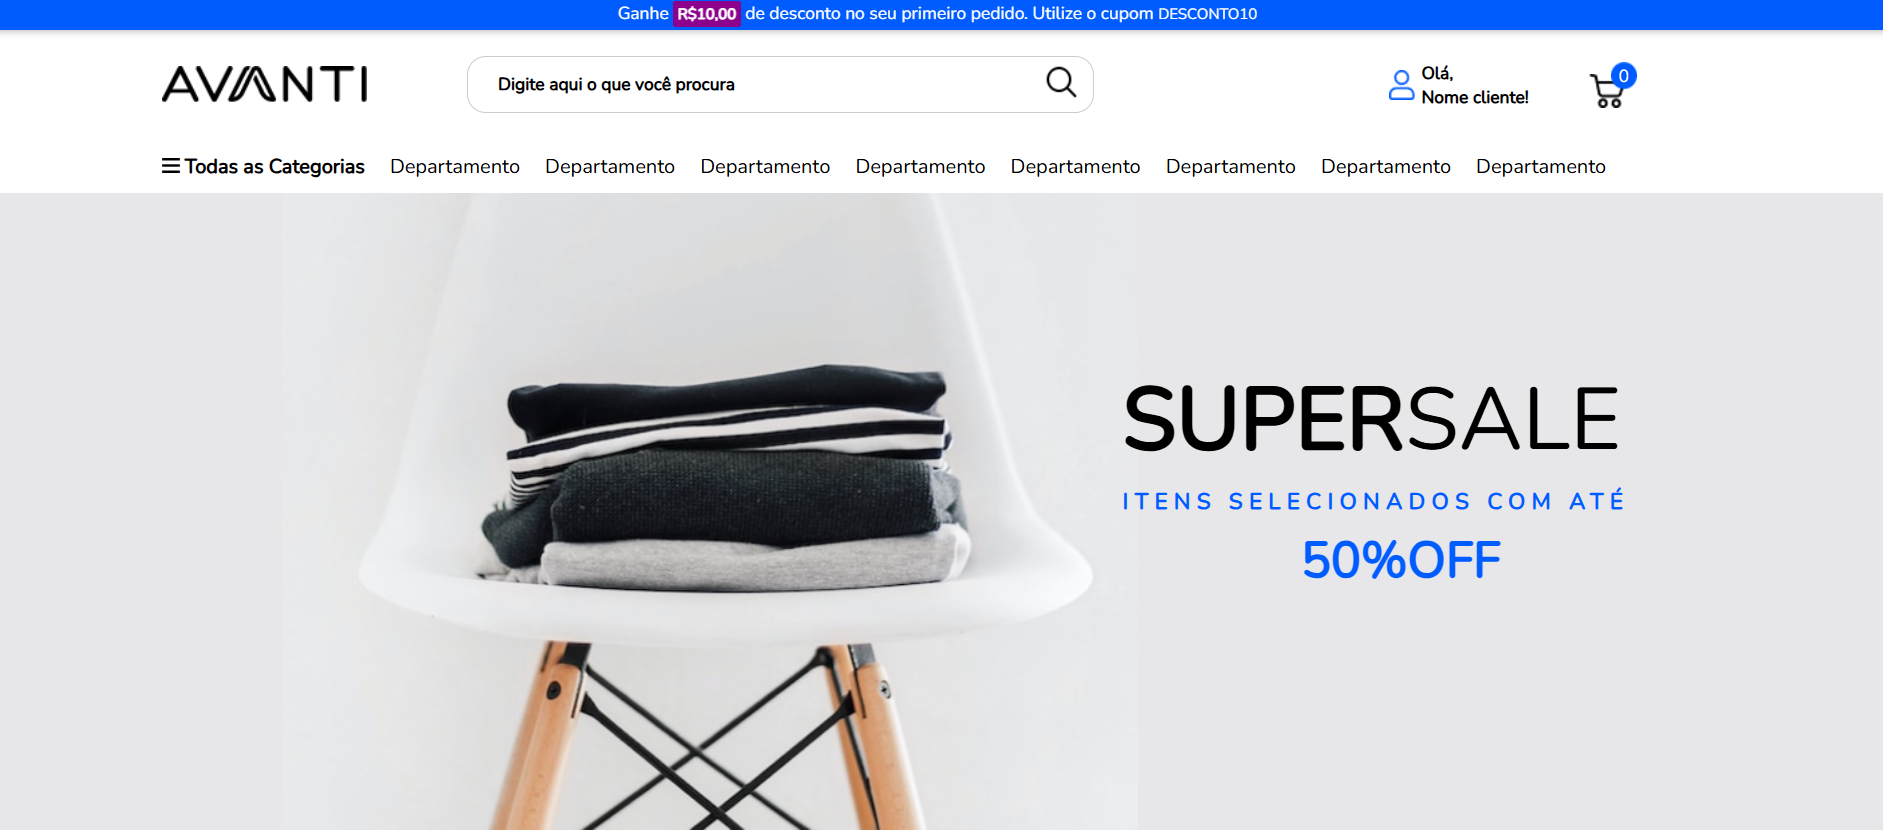 Ganhe R$10,00 de desconto no seu primeiro pedido. Utilize o cupom DESCONTO10
AVANTI
Digite aqui o que você procura
Olá,
Nome cliente!
0
Todas as Categorias Departamento Departamento Departamento Departamento Departamento Departamento Departamento Departamento
SUPERSALE
ITENS SELECIONADOS COM ATÉ
50%OFF